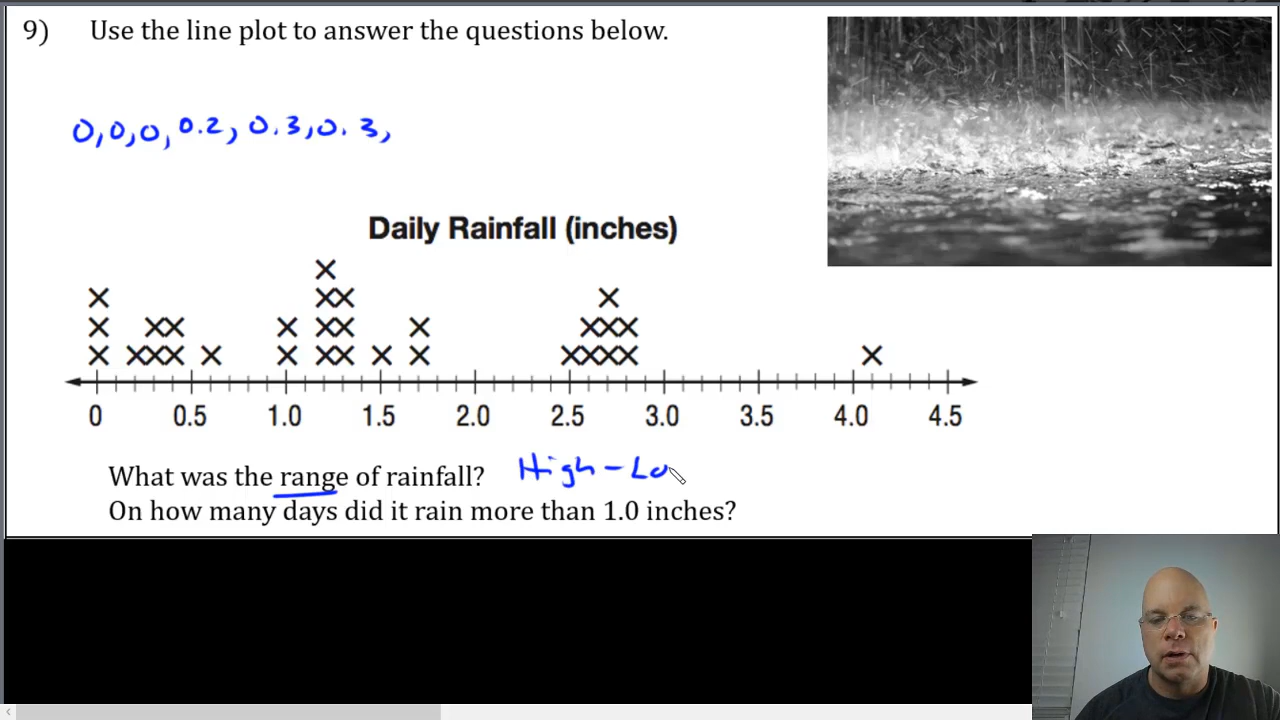 9) Use the line plot to answer the questions below.
0,0,0,0.2,0.3,0.3,
Daily Rainfall (inches)
0 0.5 1.0 1.5 2.0 2.5 3.0 3.5 4.0 4.5
What was the range of rainfall? High-Lo
On how many days did it rain more than 1.0 inches?